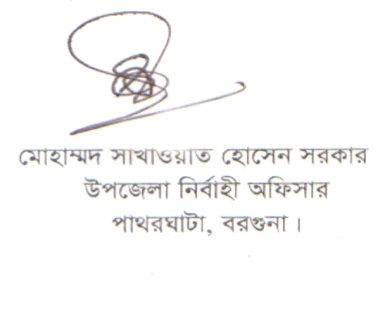 মোহাম্মদ সাখাওয়াত হোসেন সরকার
উপজেলা নির্বাহী অফিসার
পাথরঘাটা, বরগুনা।